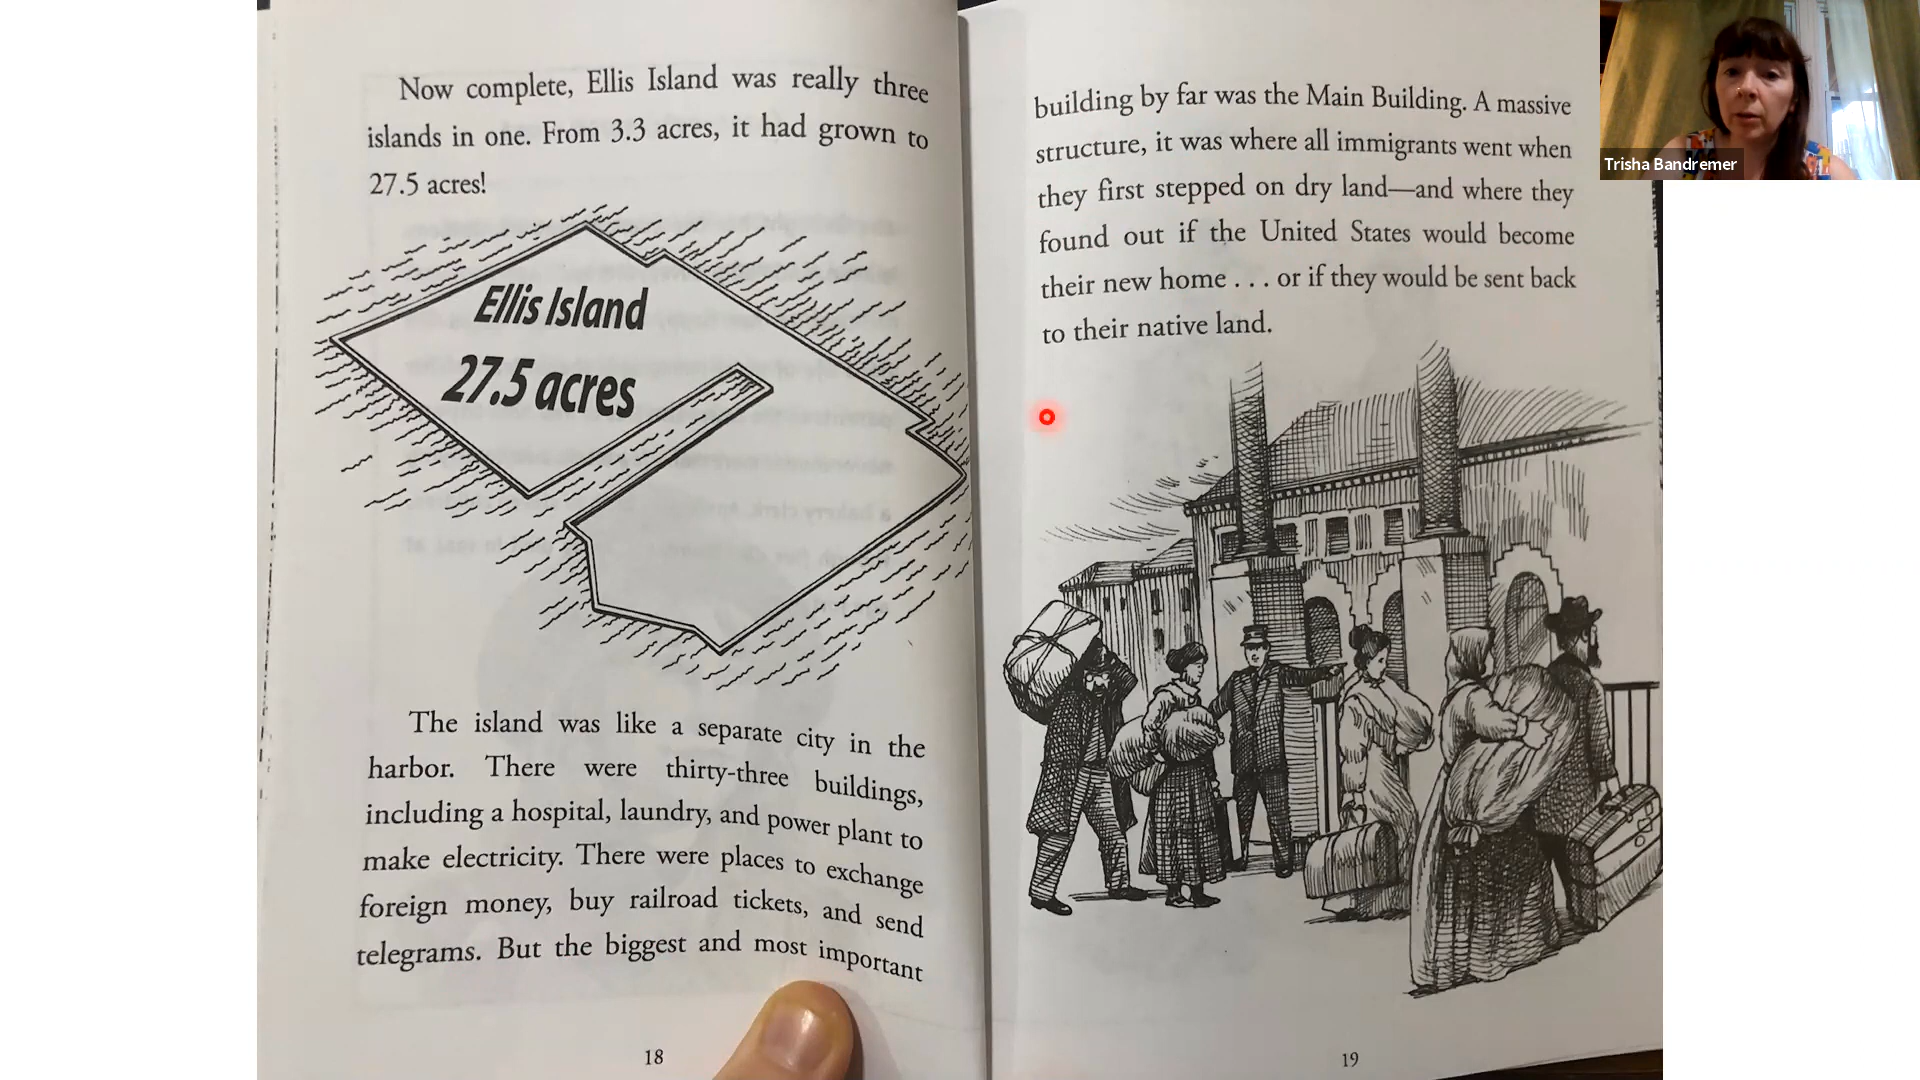 Now complete, Ellis Island was really three
islands in one. From 3.3 acres, it had grown to
27.5 acres!
Ellis Island
27.5 acres
The island was like a separate city in the
harbor. There were thirty-three buildings,
including a hospital, laundry, and power plant to
make electricity. There were places to exchange
foreign money, buy railroad tickets, and send
telegrams. But the biggest and most important
18
building by far was the Main Building. A massive
structure, it was where all immigrants went when
they first stepped on dry land—and where they
found out if the United States would become
their new home . . . or if they would be sent back
to their native land.
19
Trisha Bandremer